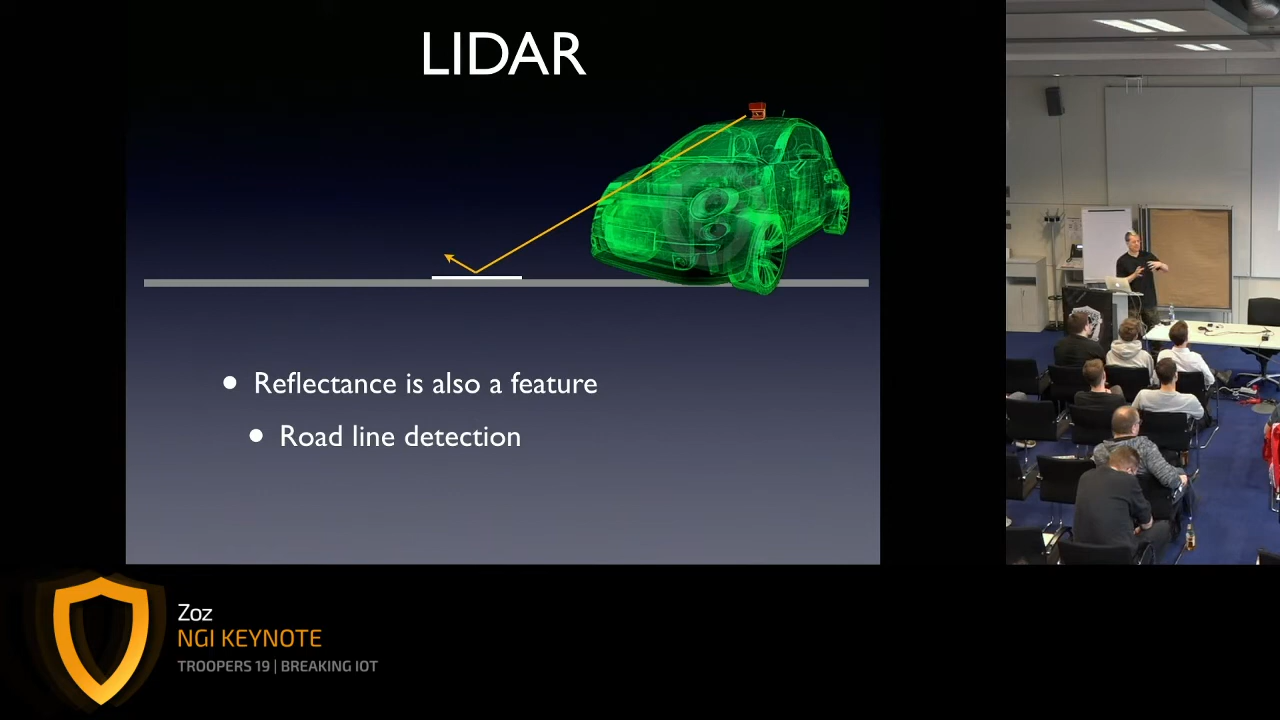 LIDAR
• Reflectance is also a feature
• Road line detection
Zoz
NGI KEYNOTE
TROOPERS 19 | BREAKING IOT